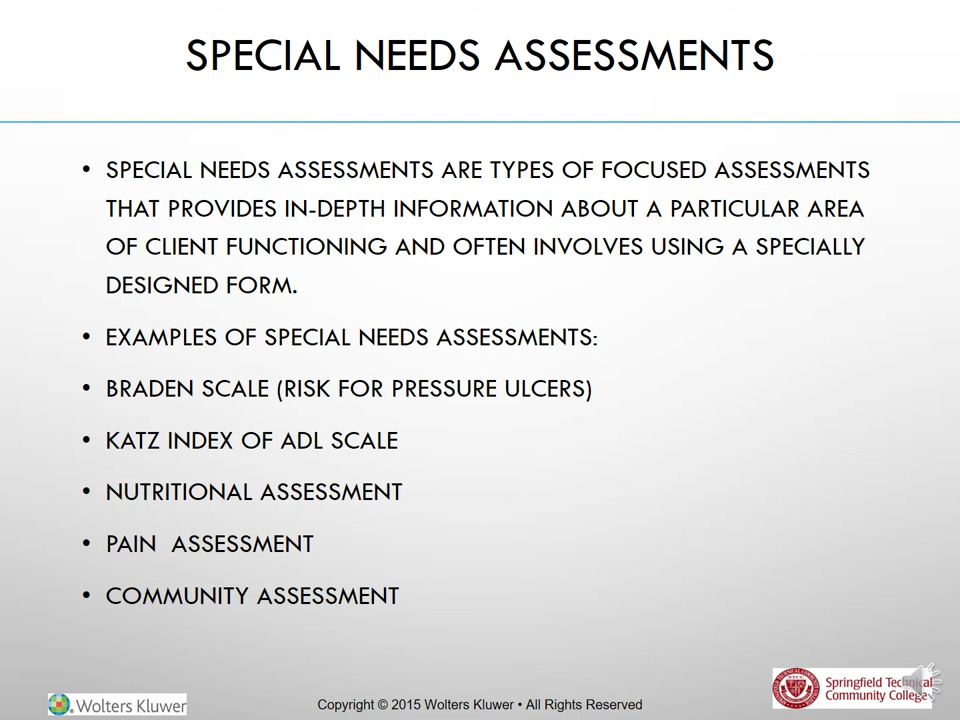 SPECIAL NEEDS ASSESSMENTS
• SPECIAL NEEDS ASSESSMENTS ARE TYPES OF FOCUSED ASSESSMENTS
THAT PROVIDES IN-DEPTH INFORMATION ABOUT A PARTICULAR AREA
OF CLIENT FUNCTIONING AND OFTEN INVOLVES USING A SPECIALLY
DESIGNED FORM.
• EXAMPLES OF SPECIAL NEEDS ASSESSMENTS:
• BRADEN SCALE (RISK FOR PRESSURE ULCERS)
• KATZ INDEX OF ADL SCALE
• NUTRITIONAL ASSESSMENT
• PAIN ASSESSMENT
• COMMUNITY ASSESSMENT
Wolters Kluwer
Copyright © 2015 Wolters Kluwer • All Rights Reserved
Springfield Technical
Community College